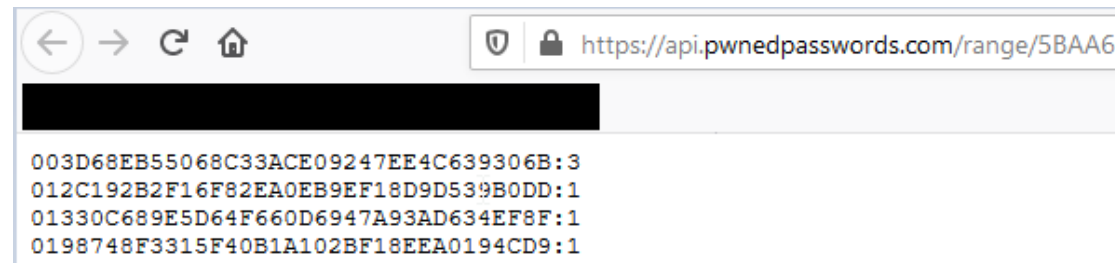 https://api.pwnedpasswords.com/range/5BAA6
003D68EB55068C33ACE09247EE4C639306B:3
012C192B2F16F82EA0EB9EF18D9D539B0DD:1
01330C689E5D64F660D6947A93AD634EF8F:1
0198748F3315F40B1A102BF18EEA0194CD9:1